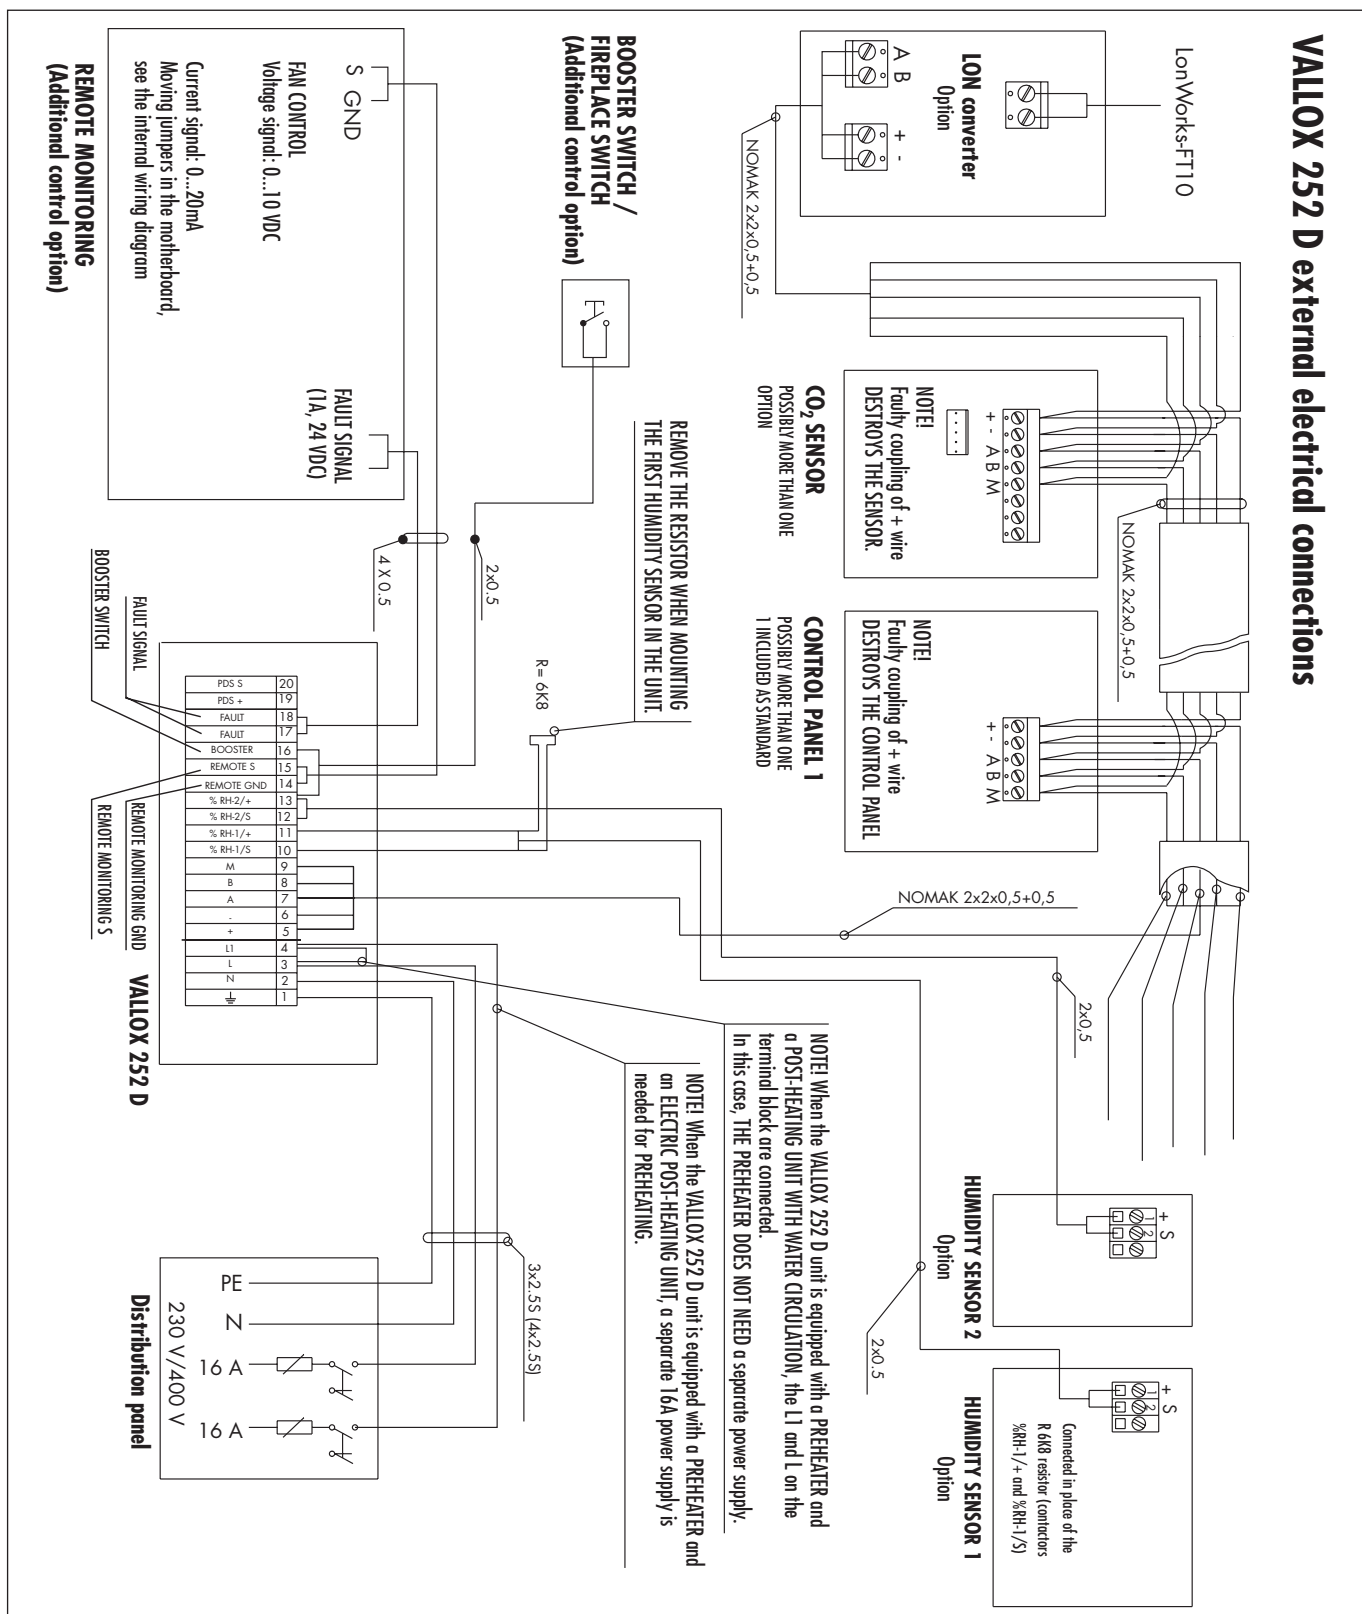 VALLOX 252 D external electrical connections
LonWorks-FT10
LON converter
Option
A B
+ -
NOMAK 2x2x0,5+0,5
NOMAK 2x2x0,5+0,5
NOTE!
Faulty coupling of + wire
DESTROYS THE SENSOR.
+ - A B M
CO2 SENSOR
POSSIBLY MORE THAN ONE
OPTION
NOTE!
Faulty coupling of + wire
DESTROYS THE CONTROL PANEL
+ - A B M
CONTROL PANEL 1
POSSIBLY MORE THAN ONE
1 INCLUDED AS STANDARD
NOMAK 2x2x0,5+0,5
2x0,5
+ S
1 2
HUMIDITY SENSOR 2
Option
+ S
1 2
Connected in place of the
R 6K8 resistor (contactors
%RH-1/+ and %RH-1/S)
HUMIDITY SENSOR 1
Option
2x0.5
BOOSTER SWITCH /
FIREPLACE SWITCH
(Additional control option)
REMOVE THE RESISTOR WHEN MOUNTING
THE FIRST HUMIDITY SENSOR IN THE UNIT.
R= 6K8
2x0.5
4 X 0.5
S GND
FAN CONTROL
Voltage signal: 0...10 VDC
Current signal: 0...20mA
Moving jumpers in the motherboard,
see the internal wiring diagram
FAULT SIGNAL
(1A, 24 VDC)
REMOTE MONITORING
(Additional control option)
FAULT SIGNAL
BOOSTER SWITCH
PDS S 20
PDS + 19
FAULT 18
FAULT 17
BOOSTER 16
REMOTE S 15
REMOTE GND 14
% RH-2/+ 13
% RH-2/S 12
% RH-1/+ 11
% RH-1/S 10
M 9
B 8
A 7
- 6
+ 5
L1 4
L 3
N 2
1
REMOTE MONITORING GND
REMOTE MONITORING S
VALLOX 252 D
NOTE! When the VALLOX 252 D unit is equipped with a PREHEATER and
a POST-HEATING UNIT WITH WATER CIRCULATION, the L1 and L on the
terminal block are connected.
In this case, THE PREHEATER DOES NOT NEED a separate power supply.
NOTE! When the VALLOX 252 D unit is equipped with a PREHEATER and
an ELECTRIC POST-HEATING UNIT, a separate 16A power supply is
needed for PREHEATING.
3x2.5S (4x2.5S)
PE
N
16 A
16 A
230 V/400 V
Distribution panel